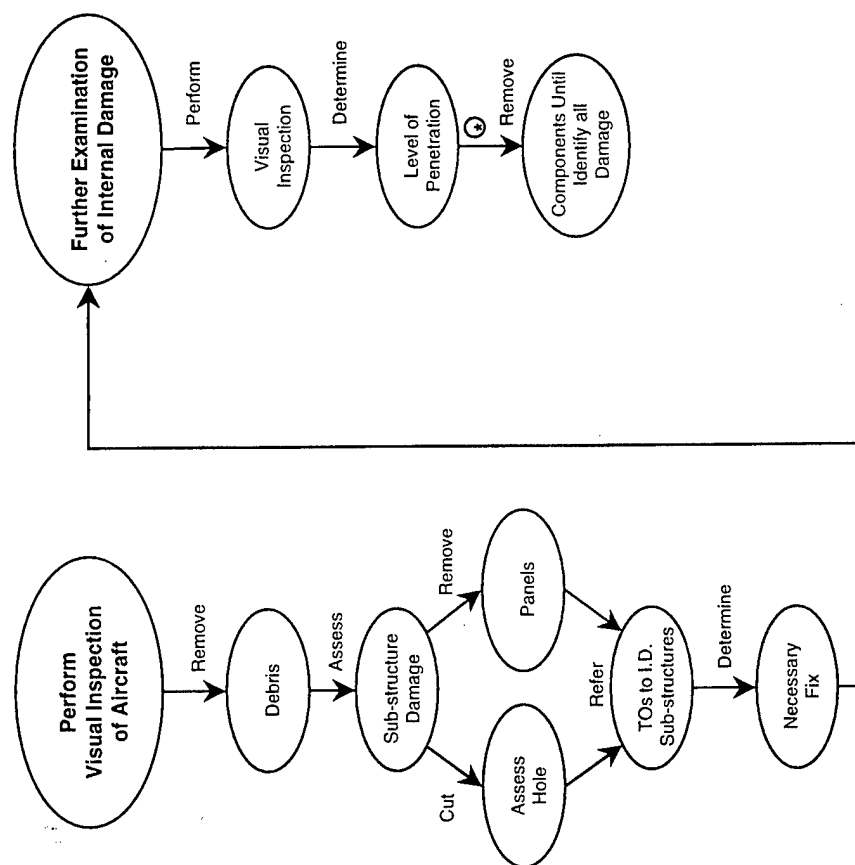 Perform
Visual Inspection
of Aircraft
Remove
Debris
Assess
Sub-structure
Damage
Cut
Remove
Assess
Hole
Panels
Refer
TOs to I.D.
Sub-structures
Determine
Necessary
Fix
Further Examination
of Internal Damage
Perform
Visual
Inspection
Determine
Level of
Penetration
*
Remove
Components Until
Identify all
Damage